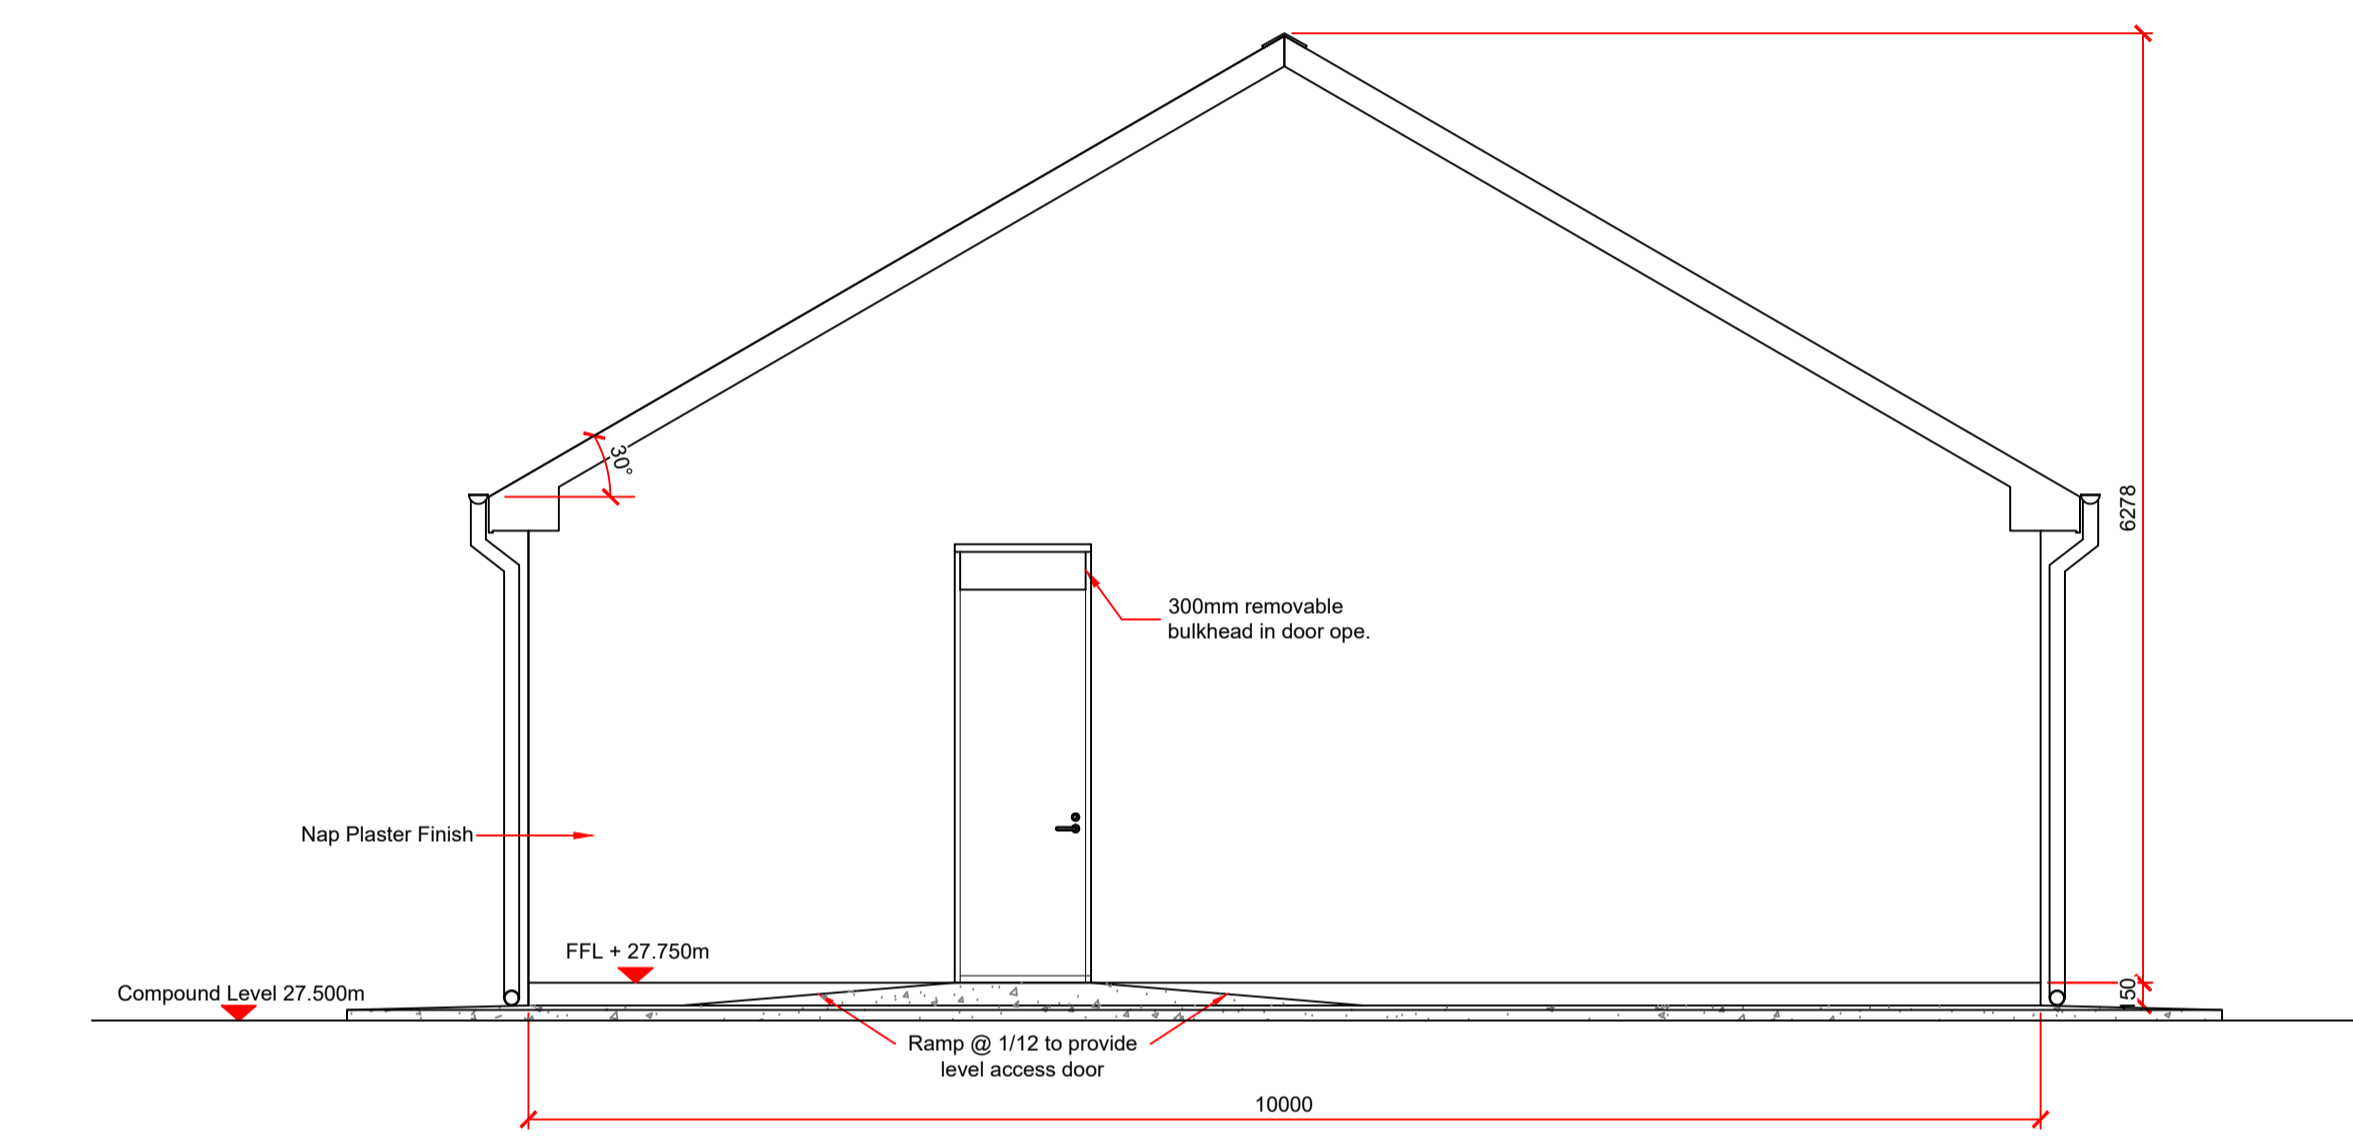 30°
6278
300mm removable
bulkhead in door ope.
Nap Plaster Finish
FFL + 27.750m
Compound Level 27.500m
150
Ramp @ 1/12 to provide
level access door
10000